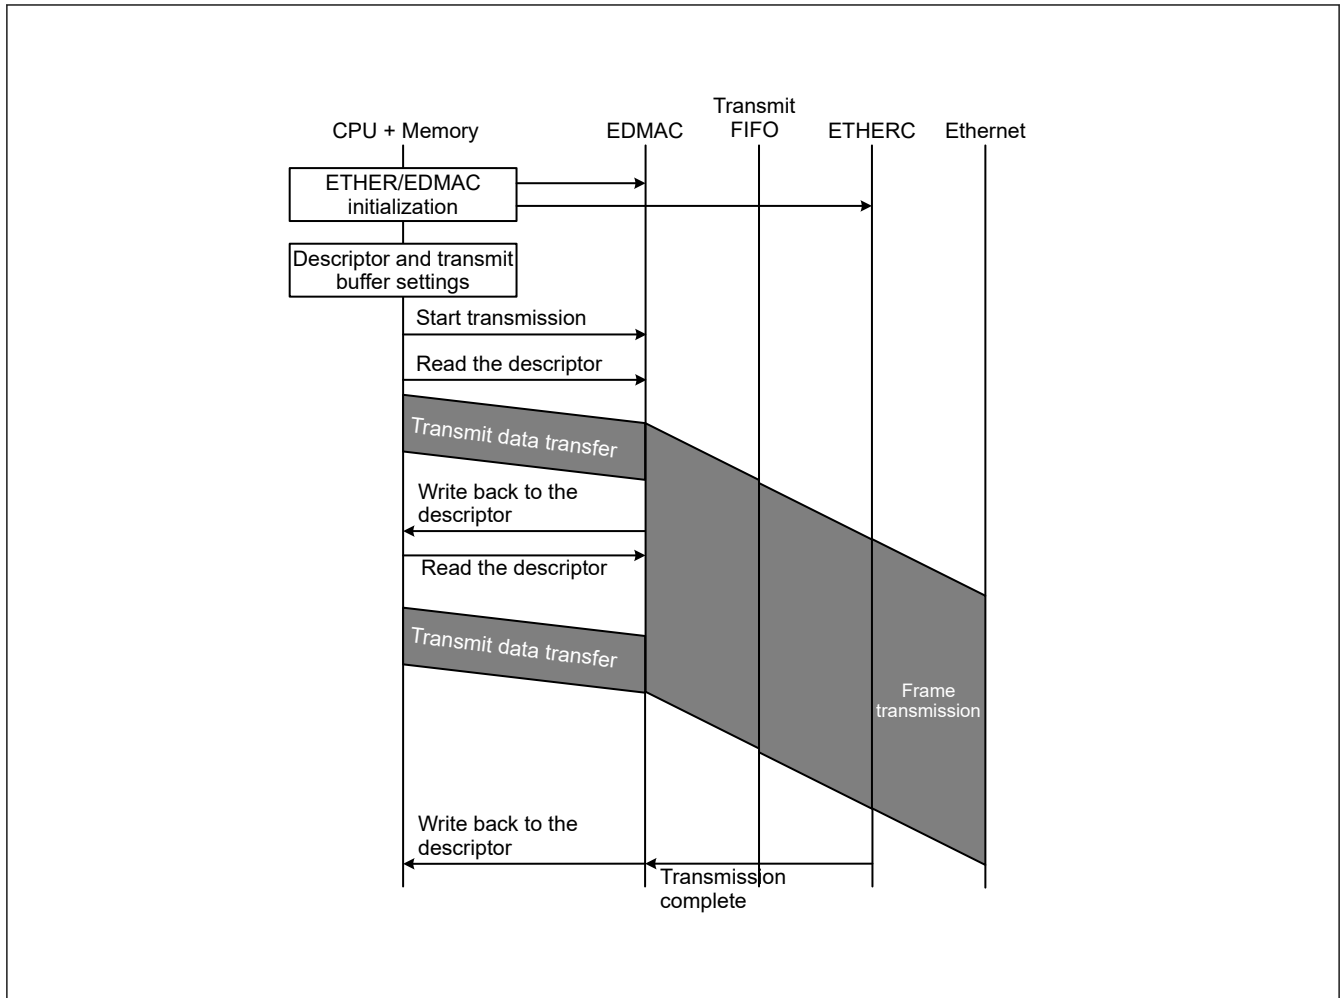 Transmit
CPU + Memory EDMAC FIFO ETHERC Ethernet
ETHER/EDMAC
initialization
Descriptor and transmit
buffer settings
Start transmission
Read the descriptor
Transmit data transfer
Write back to the
descriptor
Read the descriptor
Transmit data transfer
Frame
transmission
Write back to the
descriptor
Transmission
complete